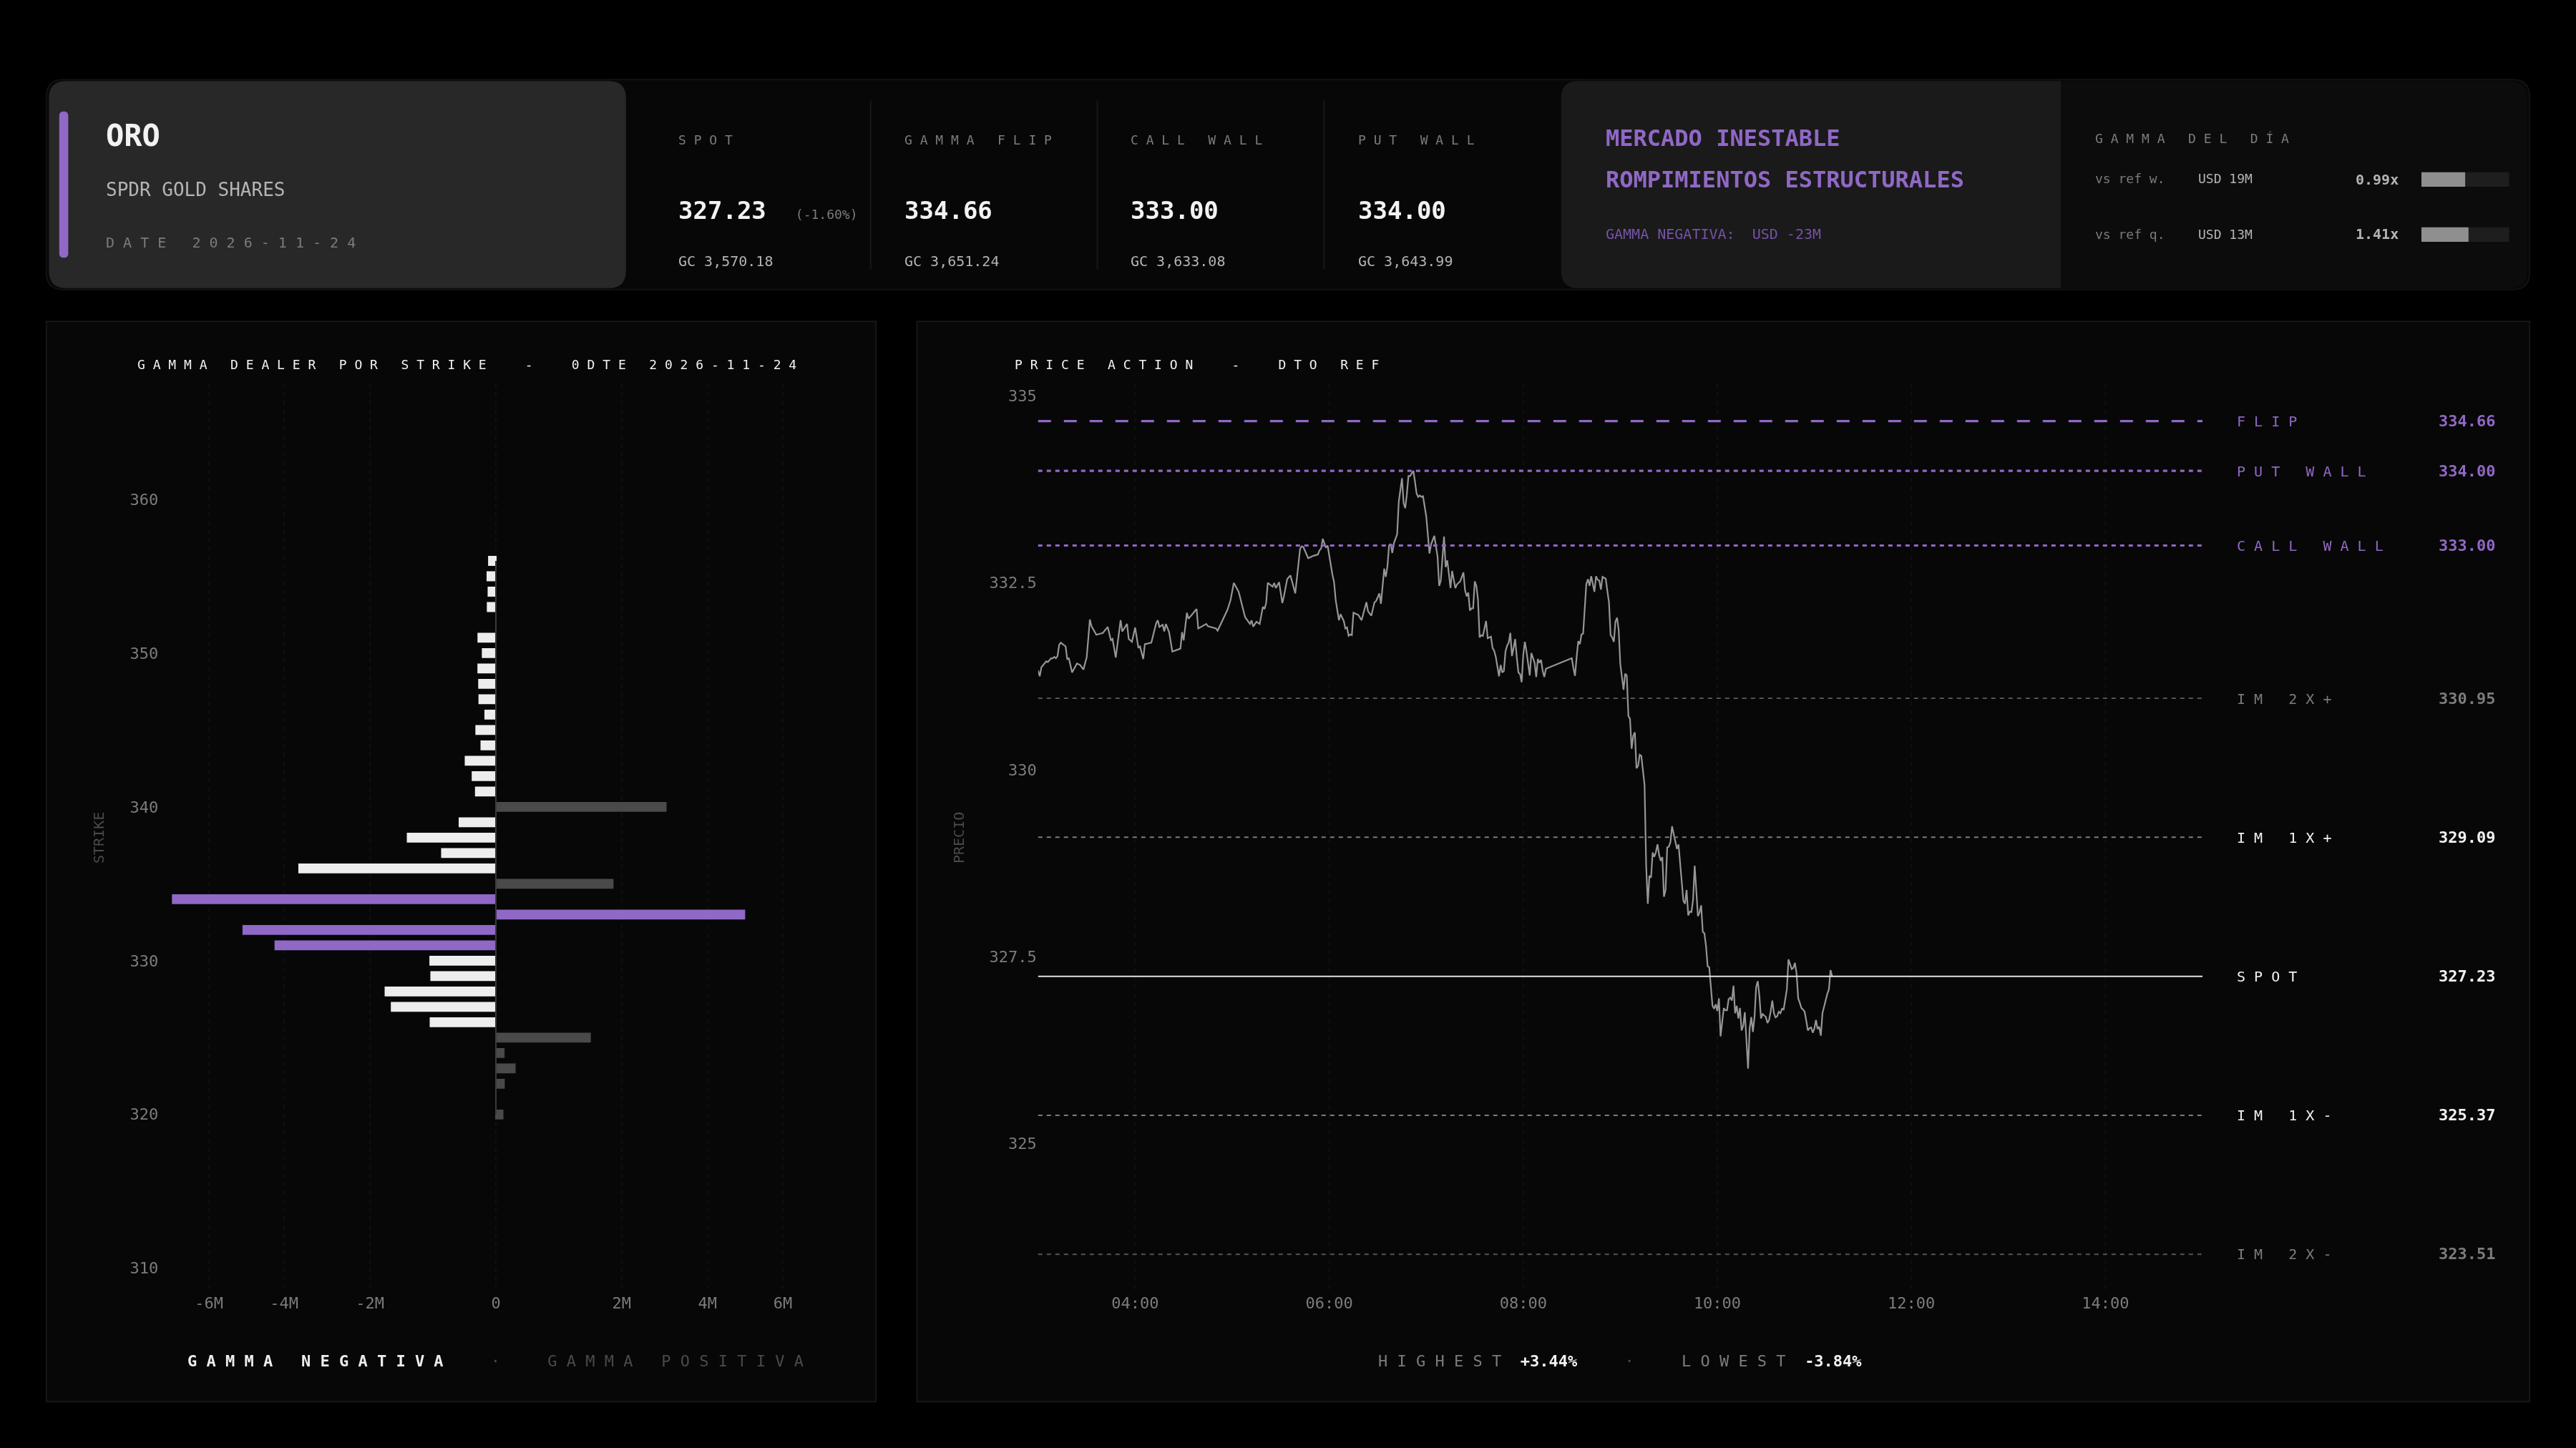 ORO
SPDR GOLD SHARES
DATE 2026-11-24
SPOT
327.23 (-1.60%)
GC 3,570.18
GAMMA FLIP
334.66
GC 3,651.24
CALL WALL
333.00
GC 3,633.08
PUT WALL
334.00
GC 3,643.99
MERCADO INESTABLE
ROMPIMIENTOS ESTRUCTURALES
GAMMA NEGATIVA: USD -23M
GAMMA DEL DÍA
vs ref w. USD 19M 0.99x
vs ref q. USD 13M 1.41x
GAMMA DEALER POR STRIKE - 0DTE 2026-11-24
STRIKE
360
350
340
330
320
310
-6M -4M -2M 0 2M 4M 6M
GAMMA NEGATIVA · GAMMA POSITIVA
PRICE ACTION - DTO REF
PRECIO
335
332.5
330
327.5
325
FLIP 334.66
PUT WALL 334.00
CALL WALL 333.00
IM 2X+ 330.95
IM 1X+ 329.09
SPOT 327.23
IM 1X- 325.37
IM 2X- 323.51
04:00 06:00 08:00 10:00 12:00 14:00
HIGHEST +3.44% · LOWEST -3.84%